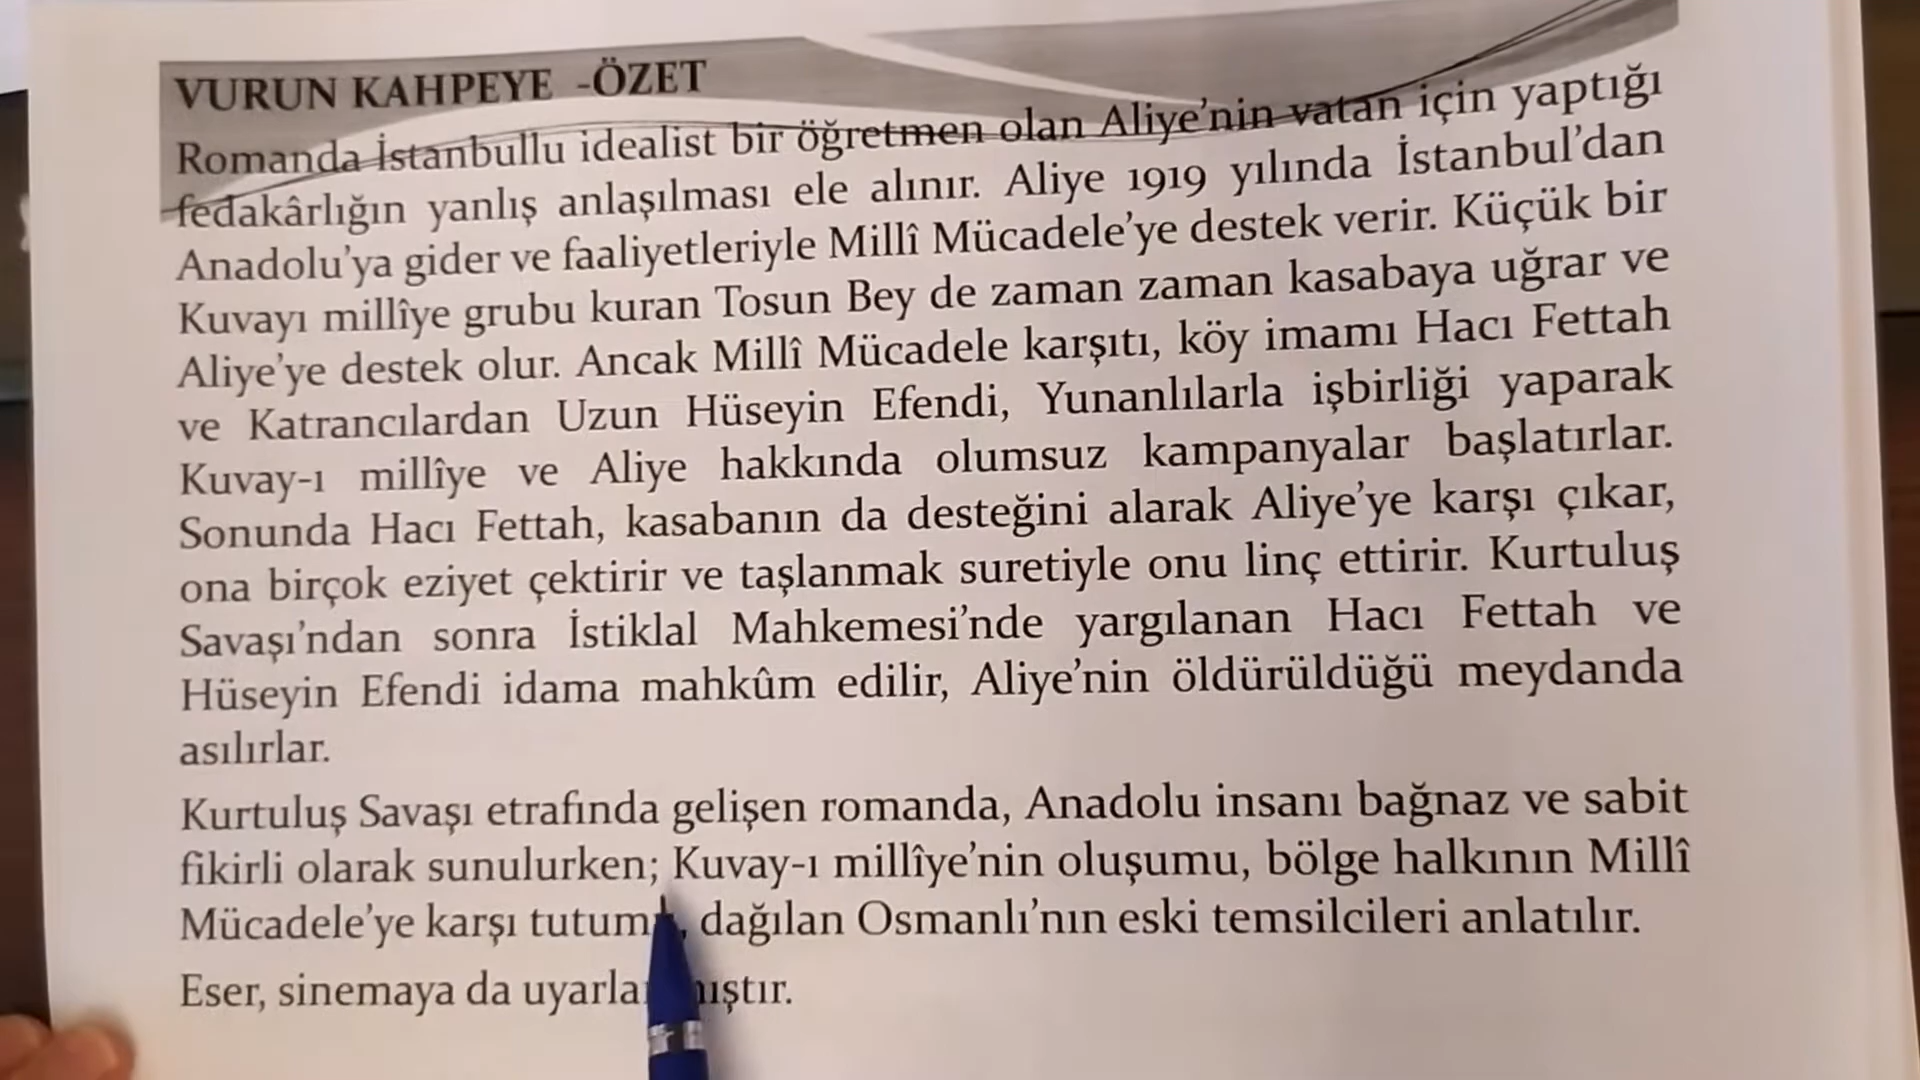 VURUN KAHPEYE -ÖZET
Romanda İstanbullu idealist bir öğretmen olan Aliye'nin vatan için yaptığı
fedakârlığın yanlış anlaşılması ele alınır. Aliye 1919 yılında İstanbul'dan
Anadolu'ya gider ve faaliyetleriyle Millî Mücadele'ye destek verir. Küçük bir
Kuvayı millîye grubu kuran Tosun Bey de zaman zaman kasabaya uğrar ve
Aliye'ye destek olur. Ancak Millî Mücadele karşıtı, köy imamı Hacı Fettah
ve Katrancılardan Uzun Hüseyin Efendi, Yunanlılarla işbirliği yaparak
Kuvay-ı millîye ve Aliye hakkında olumsuz kampanyalar başlatırlar.
Sonunda Hacı Fettah, kasabanın da desteğini alarak Aliye'ye karşı çıkar,
ona birçok eziyet çektirir ve taşlanmak suretiyle onu linç ettirir. Kurtuluş
Savaşı'ndan sonra İstiklal Mahkemesi'nde yargılanan Hacı Fettah ve
Hüseyin Efendi idama mahkûm edilir, Aliye'nin öldürüldüğü meydanda
asılırlar.
Kurtuluş Savaşı etrafında gelişen romanda, Anadolu insanı bağnaz ve sabit
fikirli olarak sunulurken; Kuvay-ı millîye'nin oluşumu, bölge halkının Millî
Mücadele'ye karşı dağılan Osmanlı'nın eski temsilcileri anlatılır.
Eser, sinemaya da